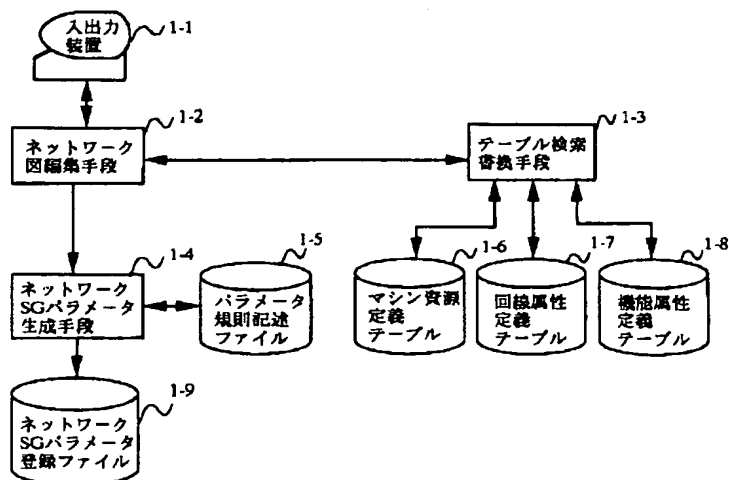 入出力
装置
1-1
1-2
ネットワーク
図編集手段
1-3
テーブル検索
書換手段
1-4
ネットワーク
SGパラメータ
生成手段
1-5
パラメータ
規則記述
ファイル
1-6
マシン資源
定義
テーブル
1-7
回線属性
定義
テーブル
1-8
機能属性
定義
テーブル
1-9
ネットワーク
SGパラメータ
登録ファイル